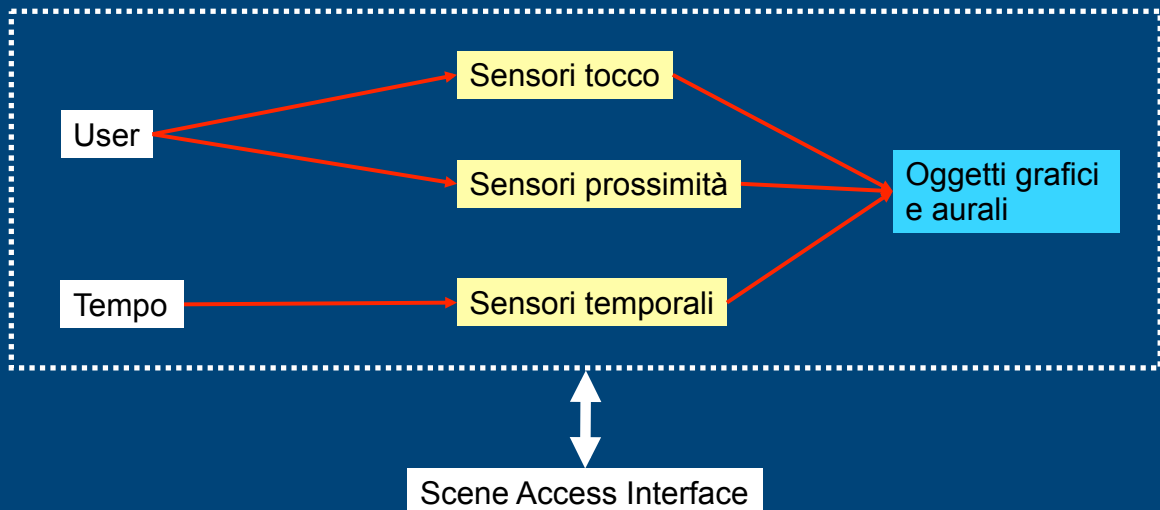 Sensori tocco
User
Sensori prossimità
Oggetti grafici
e aurali
Tempo
Sensori temporali
Scene Access Interface